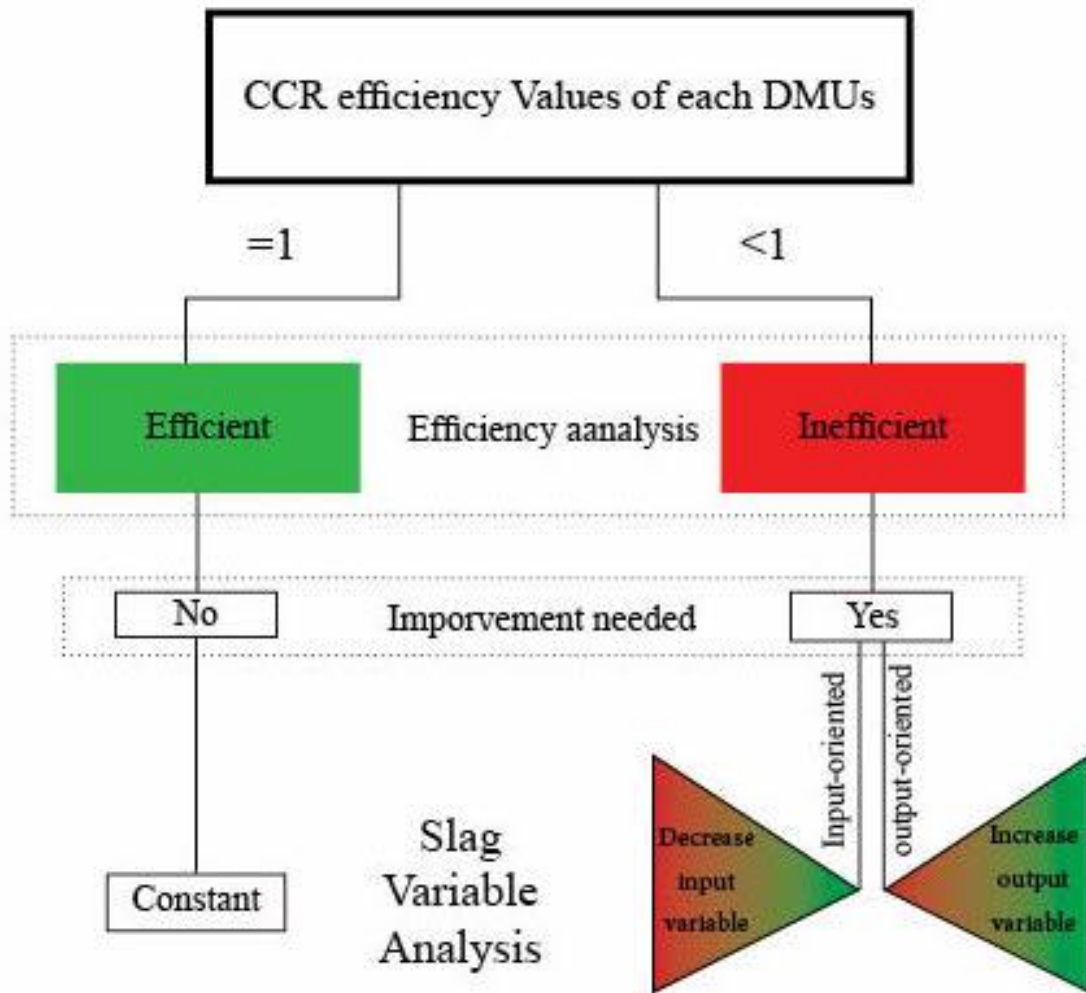 CCR efficiency Values of each DMUs
=1
<1
Efficient
Efficiency aanalysis
Inefficient
No
Imporvement needed
Yes
Input-oriented
output-oriented
Slag
Variable
Analysis
Constant
Decrease
input
variable
Increase
output
variable